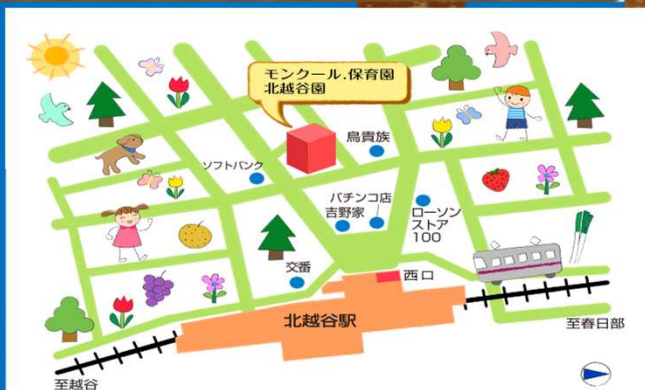 モンクール.保育園
北越谷園
鳥貴族
ソフトバンク
パチンコ店
吉野家
ローソン
ストア
100
交番
西口
北越谷駅
至春日部
至越谷